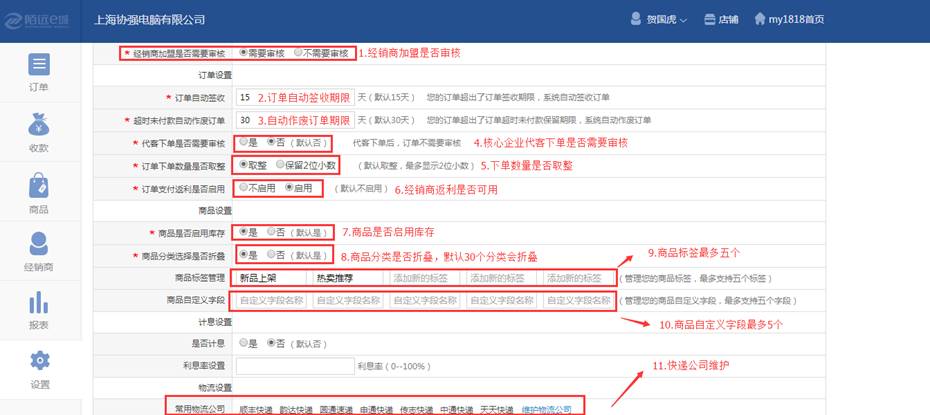 陌远e城 上海协强电脑有限公司 贺国虎 店铺 my1818首页
* 经销商加盟是否需要审核 需要审核 不需要审核 1.经销商加盟是否审核
订单设置
* 订单自动签收 15 2.订单自动签收期限 天（默认15天） 您的订单超出了订单签收期限，系统自动签收订单
* 超时未付款自动作废订单 30 3.自动作废订单期限 天（默认30天） 您的订单超出了超时未付款保留期限，系统自动作废订单
* 代客下单是否需要审核 是 否（默认否） 代客下单后，订单不需要审核 4.核心企业代客下单是否需要审核
* 订单下单数量是否取整 取整 保留2位小数 （默认取整，最多显示2位小数） 5.下单数量是否取整
* 订单支付返利是否启用 不启用 启用 （默认不启用） 6.经销商返利是否可用
商品设置
* 商品是否启用库存 是 否（默认是） 7.商品是否启用库存
* 商品分类选择是否折叠 是 否（默认是） 8.商品分类是否折叠，默认30个分类会折叠
9.商品标签最多五个
商品标签管理 新品上架 热卖推荐 添加新的标签 添加新的标签 添加新的标签 （管理您的商品标签，最多支持五个标签）
商品自定义字段 自定义字段名称 自定义字段名称 自定义字段名称 自定义字段名称 自定义字段名称 （管理您的商品自定义字段，最多支持五个字段）
计息设置
10.商品自定义字段最多5个
是否计息 是 否（默认否）
利息率设置 利息率（0--100%） 11.快递公司维护
物流设置
常用物流公司 顺丰快递 韵达快递 圆通速递 申通快递 传志快递 中通快递 天天快递 维护物流公司
订单
收款
商品
经销商
报表
设置